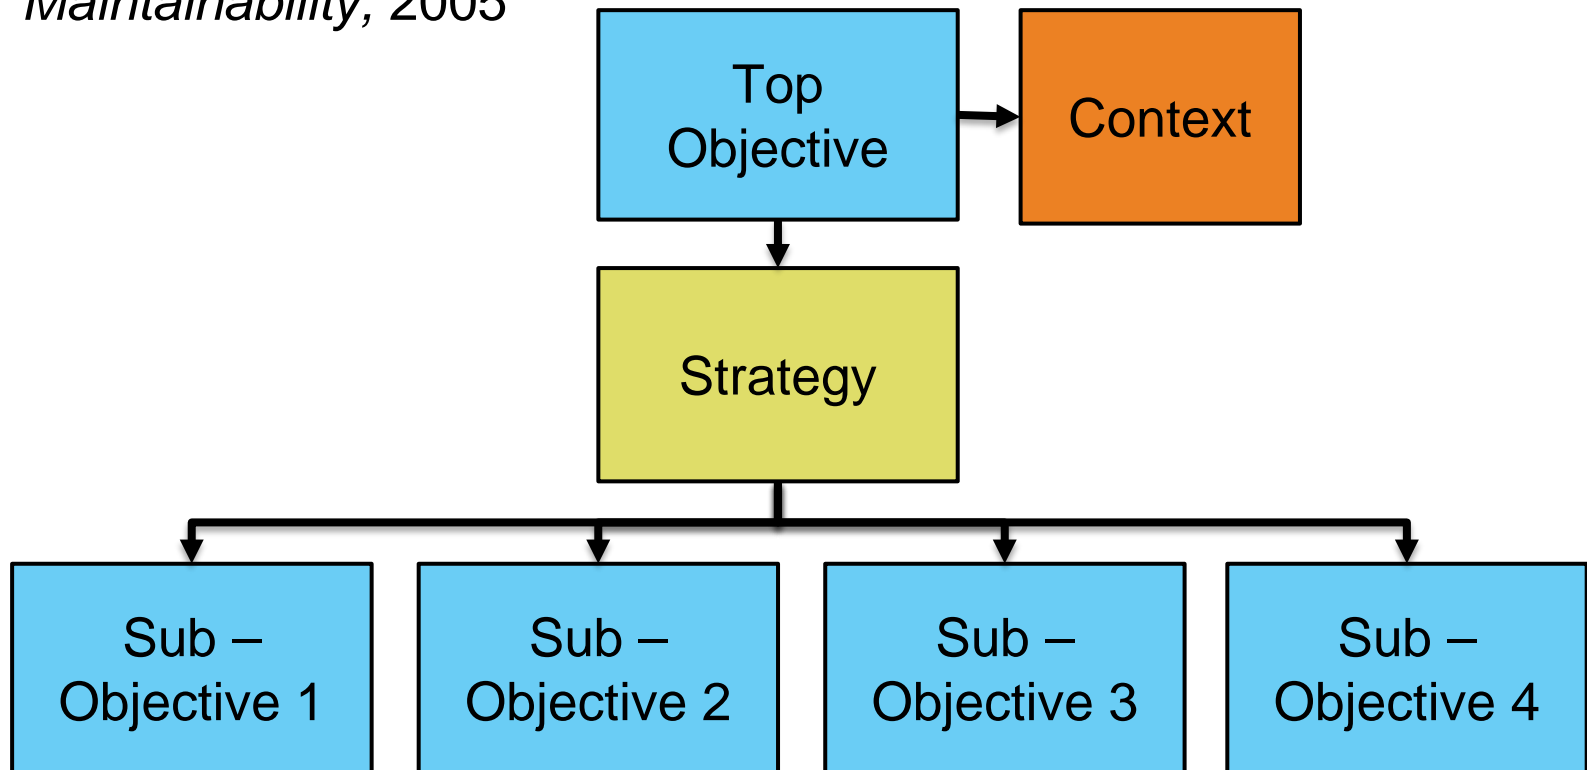 Maintainability, 2005
Top
Objective
Context
Strategy
Sub –
Objective 1
Sub –
Objective 2
Sub –
Objective 3
Sub –
Objective 4